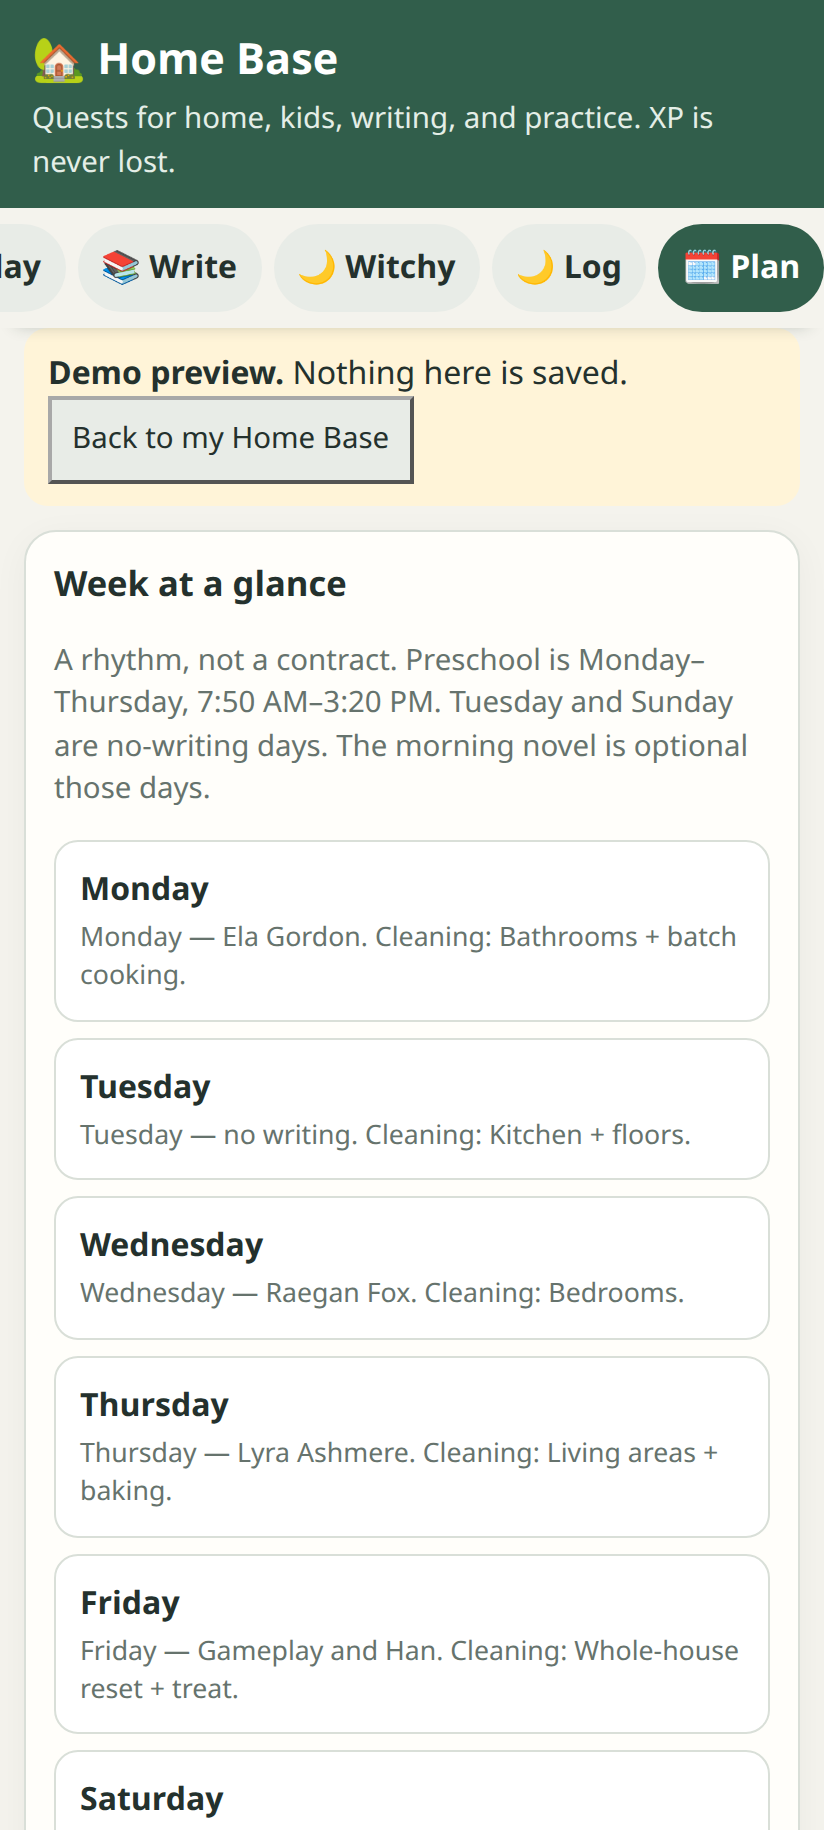 🏡 Home Base
Quests for home, kids, writing, and practice. XP is
never lost.
lay
📚 Write
🌙 Witchy
🌙 Log
🗓️ Plan
Demo preview. Nothing here is saved.
Back to my Home Base
Week at a glance
A rhythm, not a contract. Preschool is Monday–
Thursday, 7:50 AM–3:20 PM. Tuesday and Sunday
are no-writing days. The morning novel is optional
those days.
Monday
Monday — Ela Gordon. Cleaning: Bathrooms + batch
cooking.
Tuesday
Tuesday — no writing. Cleaning: Kitchen + floors.
Wednesday
Wednesday — Raegan Fox. Cleaning: Bedrooms.
Thursday
Thursday — Lyra Ashmere. Cleaning: Living areas +
baking.
Friday
Friday — Gameplay and Han. Cleaning: Whole-house
reset + treat.
Saturday